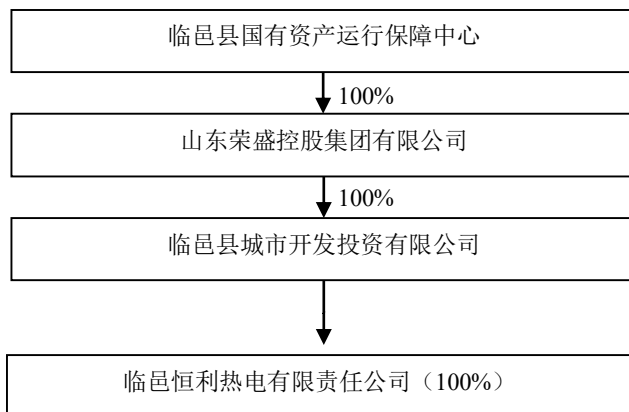 临邑县国有资产运行保障中心
100%
山东荣盛控股集团有限公司
100%
临邑县城市开发投资有限公司
临邑恒利热电有限责任公司（100%）